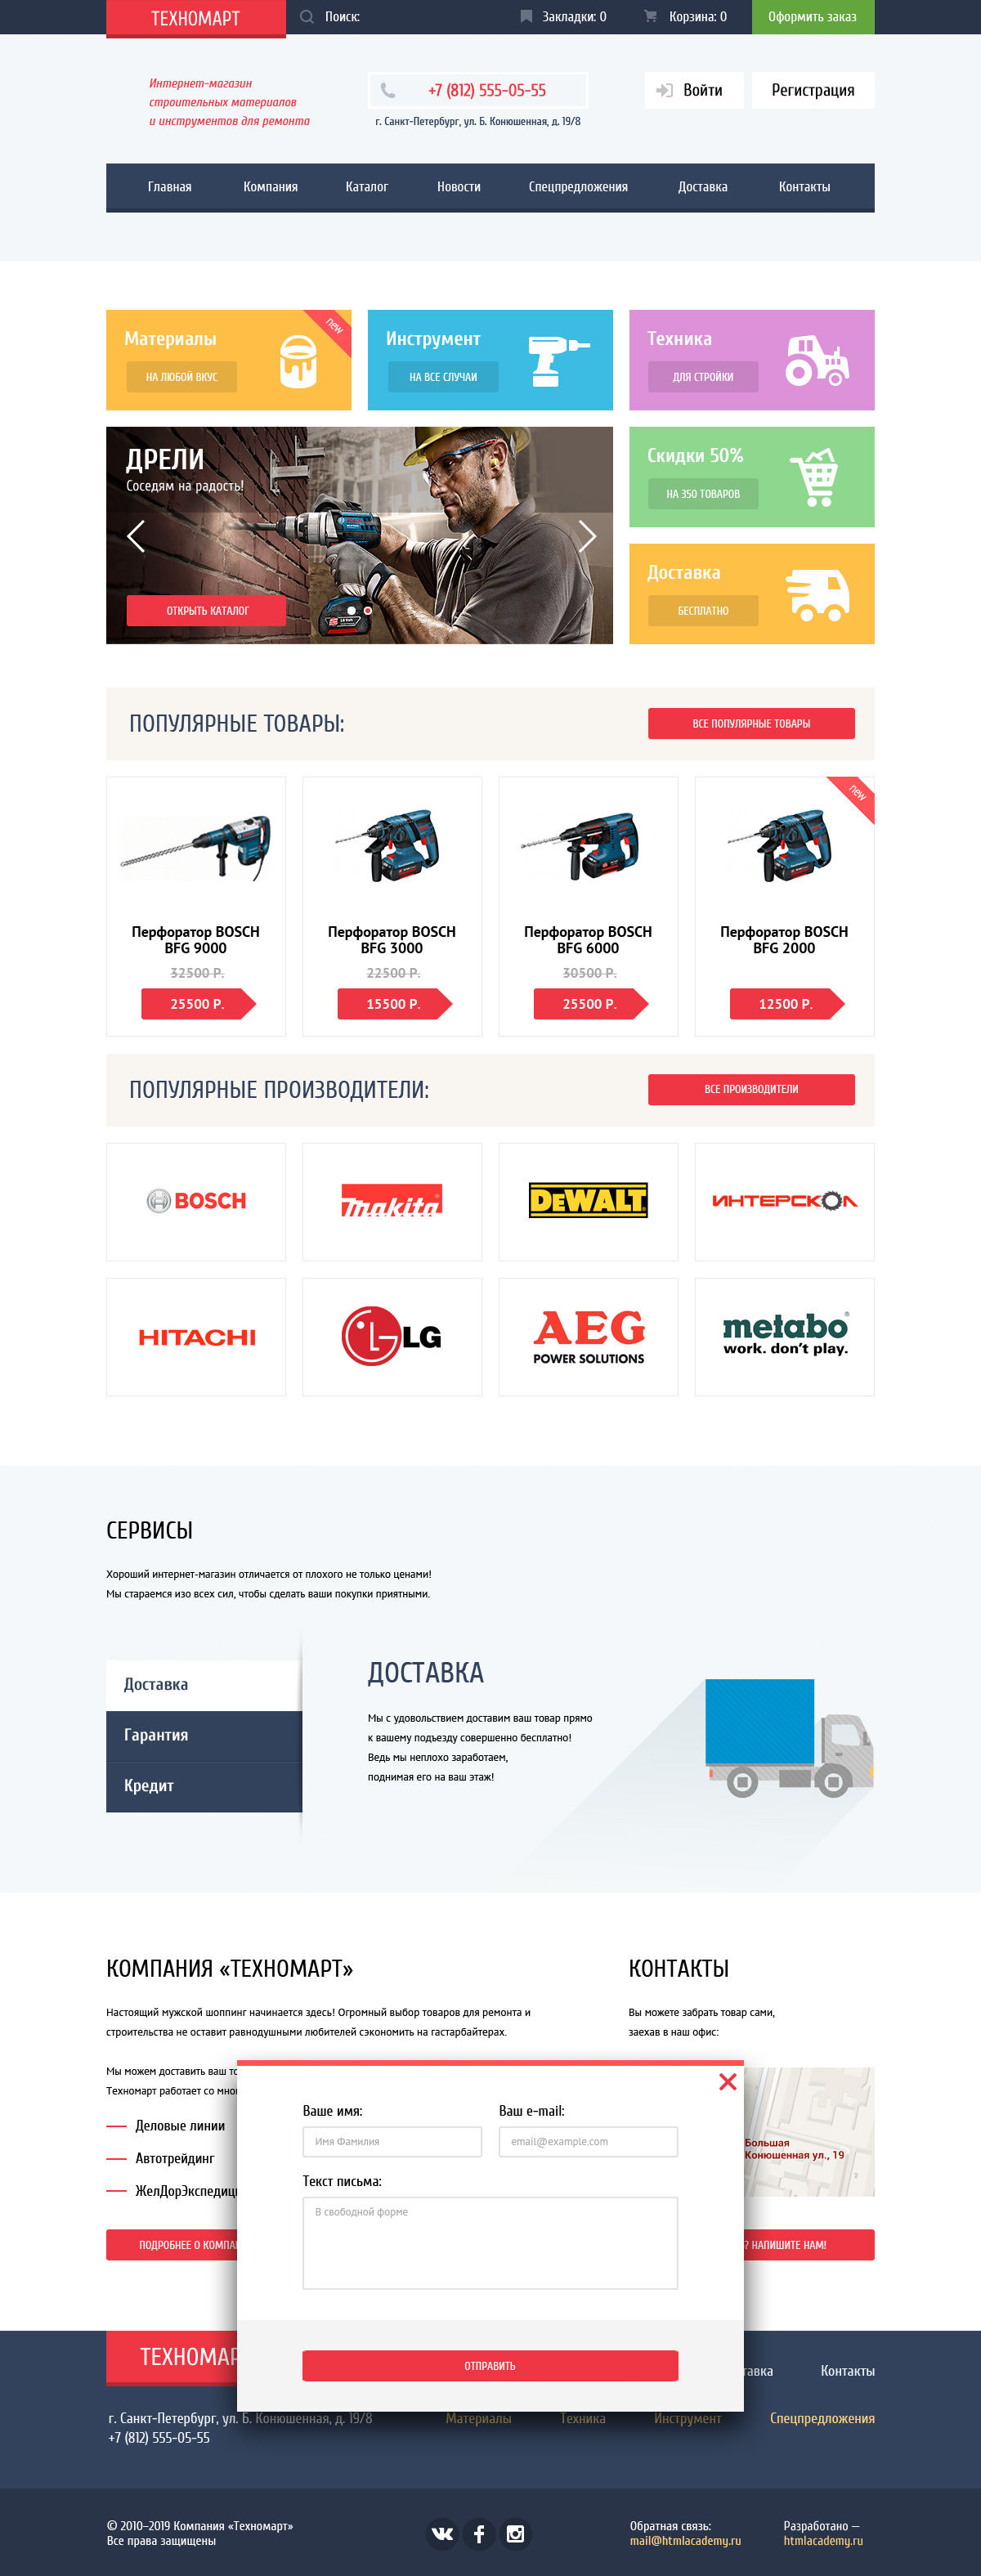 ТЕХНОМАРТ
Поиск:
Закладки: 0
Корзина: 0
Оформить заказ
Интернет-магазин
строительных материалов
и инструментов для ремонта
+7 (812) 555-05-55
г. Санкт-Петербург, ул. Б. Конюшенная, д. 19/8
Войти
Регистрация
Главная
Компания
Каталог
Новости
Спецпредложения
Доставка
Контакты
Материалы
НА ЛЮБОЙ ВКУС
new
Инструмент
НА ВСЕ СЛУЧАИ
Техника
ДЛЯ СТРОЙКИ
ДРЕЛИ
Соседям на радость!
ОТКРЫТЬ КАТАЛОГ
Скидки 50%
НА 350 ТОВАРОВ
Доставка
БЕСПЛАТНО
ПОПУЛЯРНЫЕ ТОВАРЫ:
ВСЕ ПОПУЛЯРНЫЕ ТОВАРЫ
Перфоратор BOSCH
BFG 9000
32500 Р.
25500 Р.
Перфоратор BOSCH
BFG 3000
22500 Р.
15500 Р.
Перфоратор BOSCH
BFG 6000
30500 Р.
25500 Р.
new
Перфоратор BOSCH
BFG 2000
12500 Р.
ПОПУЛЯРНЫЕ ПРОИЗВОДИТЕЛИ:
ВСЕ ПРОИЗВОДИТЕЛИ
BOSCH
makita
DEWALT
ИНТЕРСКОЛ
HITACHI
LG
AEG
POWER SOLUTIONS
metabo®
work. don't play.
СЕРВИСЫ
Хороший интернет-магазин отличается от плохого не только ценами!
Мы стараемся изо всех сил, чтобы сделать ваши покупки приятными.
Доставка
Гарантия
Кредит
ДОСТАВКА
Мы с удовольствием доставим ваш товар прямо
к вашему подъезду совершенно бесплатно!
Ведь мы неплохо заработаем,
поднимая его на ваш этаж!
КОМПАНИЯ «ТЕХНОМАРТ»
Настоящий мужской шоппинг начинается здесь! Огромный выбор товаров для ремонта и
строительства не оставит равнодушными любителей сэкономить на гастарбайтерах.
Мы можем доставить ваш то
Техномарт работает со мног
Деловые линии
Автотрейдинг
ЖелДорЭкспедици
ПОДРОБНЕЕ О КОМПАН
КОНТАКТЫ
Вы можете забрать товар сами,
заехав в наш офис:
Большая
Конюшенная ул., 19
2
? НАПИШИТЕ НАМ!
Ваше имя:
Имя Фамилия
Ваш e-mail:
email@example.com
Текст письма:
В свободной форме
ОТПРАВИТЬ
ТЕХНОМАР
тавка
Контакты
г. Санкт-Петербург, ул. Б. Конюшенная, д. 19/8
+7 (812) 555-05-55
Материалы
Техника
Инструмент
Спецпредложения
© 2010–2019 Компания «Техномарт»
Все права защищены
Обратная связь:
mail@htmlacademy.ru
Разработано —
htmlacademy.ru